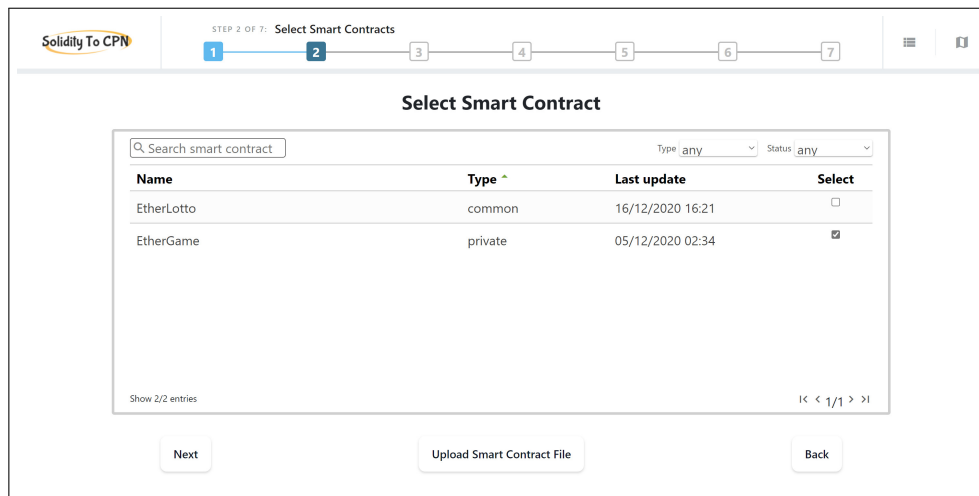 Solidity To CPN
STEP 2 OF 7: Select Smart Contracts
1 2 3 4 5 6 7
Select Smart Contract
Search smart contract Type any Status any
Name Type Last update Select
EtherLotto common 16/12/2020 16:21
EtherGame private 05/12/2020 02:34
Show 2/2 entries 1/1
Next Upload Smart Contract File Back